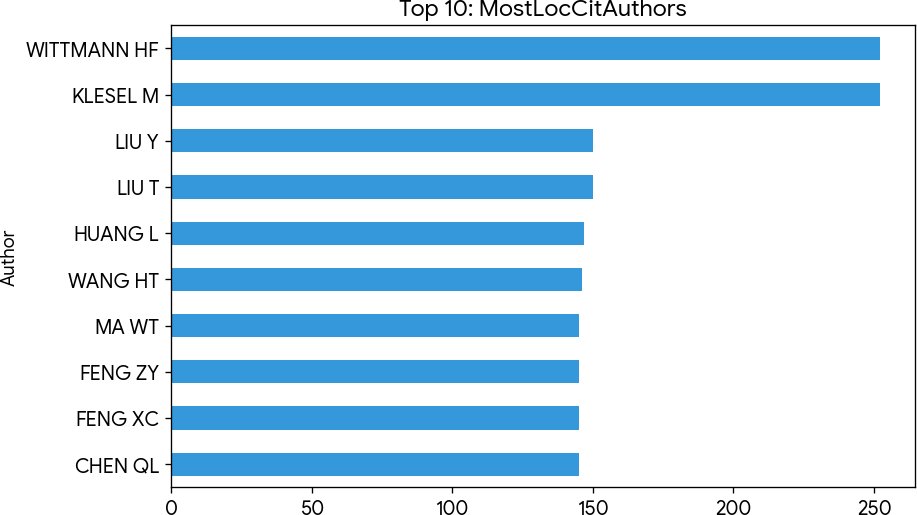 Top 10: MostLocCitAuthors
Author
WITTMANN HF
KLESEL M
LIU Y
LIU T
HUANG L
WANG HT
MA WT
FENG ZY
FENG XC
CHEN QL
0 50 100 150 200 250